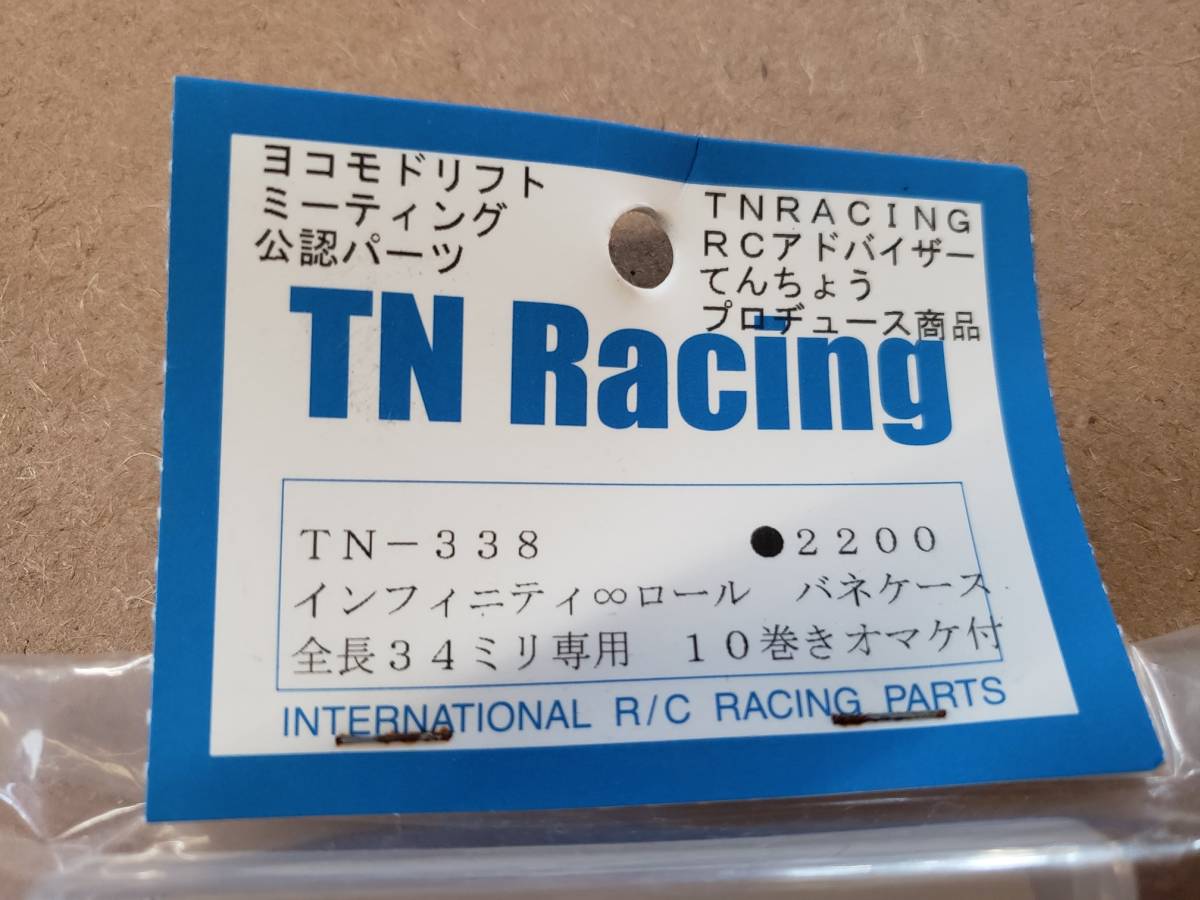 ヨコモドリフト
ミーティング
公認パーツ
ＴＮＲＡＣＩＮＧ
ＲＣアドバイザー
てんちょう
プロヂュース商品
TN Racing
ＴＮ－３３８　●２２００
インフィニティ∞ロール　バネケース
全長３４ミリ専用　１０巻きオマケ付
INTERNATIONAL R/C RACING PARTS